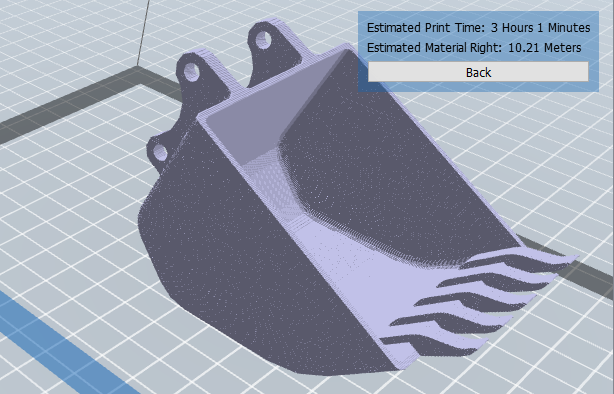 Estimated Print Time: 3 Hours 1 Minutes
Estimated Material Right: 10.21 Meters
Back